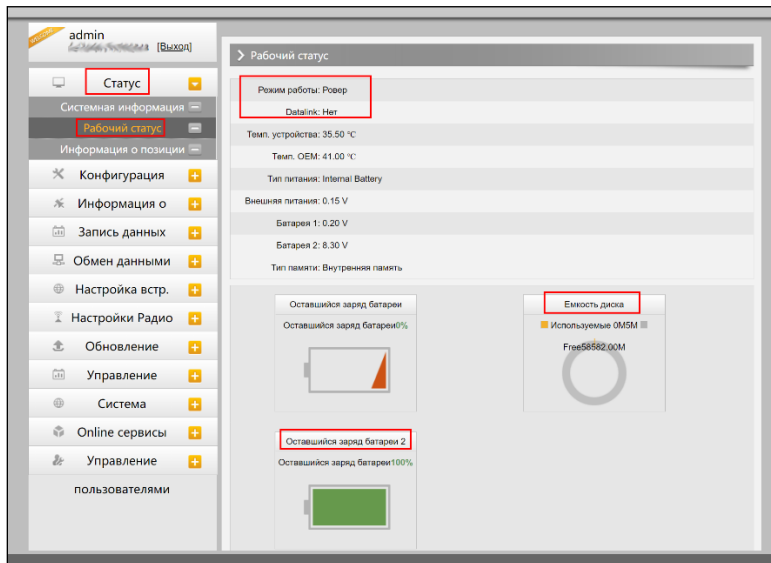 admin
[Выход]
Статус
Системная информация
Рабочий статус
Информация о позиции
Конфигурация
Информация о
Запись данных
Обмен данными
Настройка встр.
Настройки Радио
Обновление
Управление
Система
Online сервисы
Управление
пользователями
Рабочий статус
Режим работы: Ровер
Datalink: Нет
Темп. устройства: 35.50 °C
Темп. OEM: 41.00 °C
Тип питания: Internal Battery
Внешняя питания: 0.15 V
Батарея 1: 0.20 V
Батарея 2: 8.30 V
Тип памяти: Внутренняя память
Оставшийся заряд батареи
Оставшийся заряд батареи0%
Емкость диска
Используемые 0M5M
Free58582.00M
Оставшийся заряд батареи 2
Оставшийся заряд батареи100%